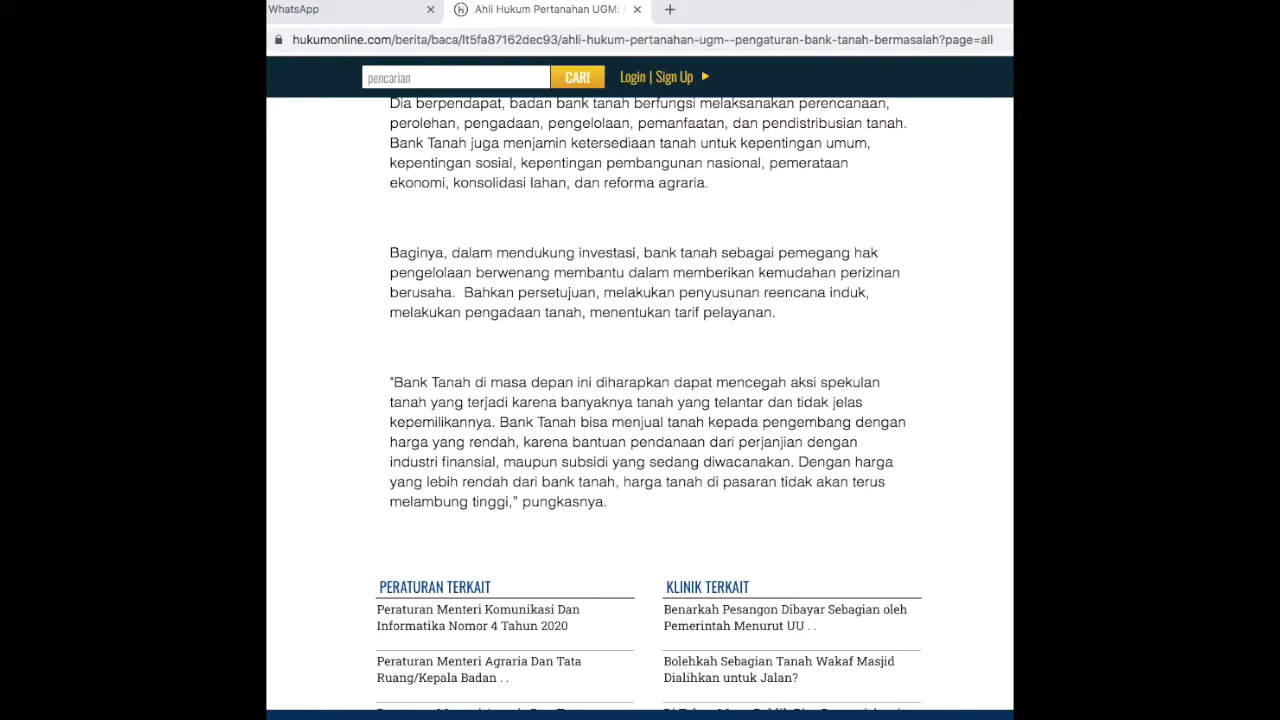 WhatsApp
Ahli Hukum Pertanahan UGM:
hukumonline.com/berita/baca/lt5fa87162dec93/ahli-hukum-pertanahan-ugm--pengaturan-bank-tanah-bermasalah?page=all
pencarian
CARI
Login | Sign Up
Dia berpendapat, badan bank tanah berfungsi melaksanakan perencanaan,
perolehan, pengadaan, pengelolaan, pemanfaatan, dan pendistribusian tanah.
Bank Tanah juga menjamin ketersediaan tanah untuk kepentingan umum,
kepentingan sosial, kepentingan pembangunan nasional, pemerataan
ekonomi, konsolidasi lahan, dan reforma agraria.
Baginya, dalam mendukung investasi, bank tanah sebagai pemegang hak
pengelolaan berwenang membantu dalam memberikan kemudahan perizinan
berusaha.  Bahkan persetujuan, melakukan penyusunan reencana induk,
melakukan pengadaan tanah, menentukan tarif pelayanan.
"Bank Tanah di masa depan ini diharapkan dapat mencegah aksi spekulan
tanah yang terjadi karena banyaknya tanah yang telantar dan tidak jelas
kepemilikannya. Bank Tanah bisa menjual tanah kepada pengembang dengan
harga yang rendah, karena bantuan pendanaan dari perjanjian dengan
industri finansial, maupun subsidi yang sedang diwacanakan. Dengan harga
yang lebih rendah dari bank tanah, harga tanah di pasaran tidak akan terus
melambung tinggi," pungkasnya.
PERATURAN TERKAIT
Peraturan Menteri Komunikasi Dan
Informatika Nomor 4 Tahun 2020
Peraturan Menteri Agraria Dan Tata
Ruang/Kepala Badan . .
KLINIK TERKAIT
Benarkah Pesangon Dibayar Sebagian oleh
Pemerintah Menurut UU . .
Bolehkah Sebagian Tanah Wakaf Masjid
Dialihkan untuk Jalan?